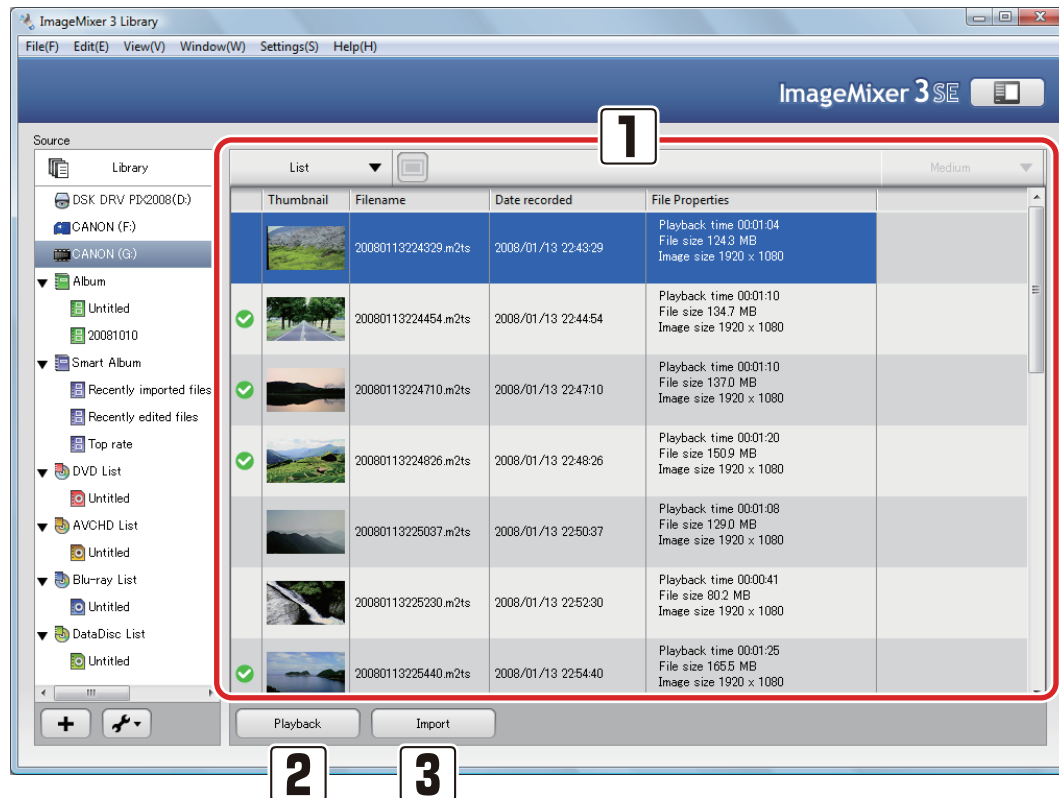 ImageMixer 3 Library
File(F) Edit(E) View(V) Window(W) Settings(S) Help(H)
ImageMixer 3 SE
1
Source
Library
DSK DRV PDX2008(D:)
CANON (F:)
CANON (G:)
Album
Untitled
20081010
Smart Album
Recently imported files
Recently edited files
Top rate
DVD List
Untitled
AVCHD List
Untitled
Blu-ray List
Untitled
DataDisc List
Untitled
List Medium
Thumbnail Filename Date recorded File Properties
20080113224329.m2ts 2008/01/13 22:43:29
Playback time 00:01:04
File size 124.3 MB
Image size 1920 × 1080
20080113224454.m2ts 2008/01/13 22:44:54
Playback time 00:01:10
File size 134.7 MB
Image size 1920 × 1080
20080113224710.m2ts 2008/01/13 22:47:10
Playback time 00:01:10
File size 137.0 MB
Image size 1920 × 1080
20080113224826.m2ts 2008/01/13 22:48:26
Playback time 00:01:20
File size 150.9 MB
Image size 1920 × 1080
20080113225037.m2ts 2008/01/13 22:50:37
Playback time 00:01:08
File size 129.0 MB
Image size 1920 × 1080
20080113225230.m2ts 2008/01/13 22:52:30
Playback time 00:00:41
File size 80.2 MB
Image size 1920 × 1080
20080113225440.m2ts 2008/01/13 22:54:40
Playback time 00:01:25
File size 165.5 MB
Image size 1920 × 1080
Playback Import
2 3